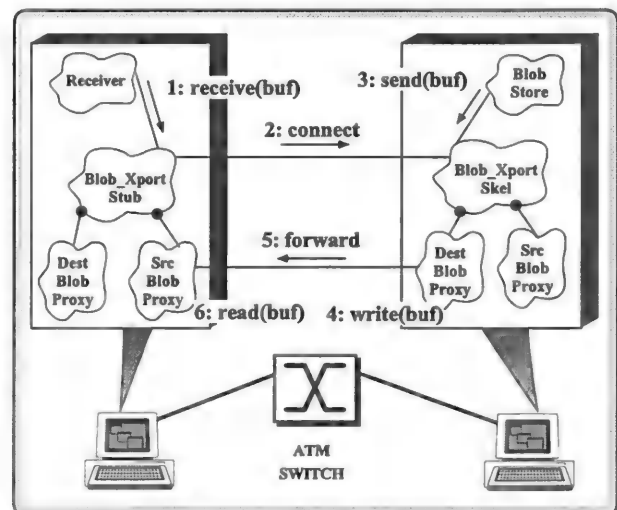 Receiver
1: receive(buf)
3: send(buf)
Blob
Store
2: connect
Blob_Xport
Stub
Blob_Xport
Skel
5: forward
Dest
Blob
Proxy
Src
Blob
Proxy
Dest
Blob
Proxy
Src
Blob
Proxy
6: read(buf)
4: write(buf)
ATM
SWITCH